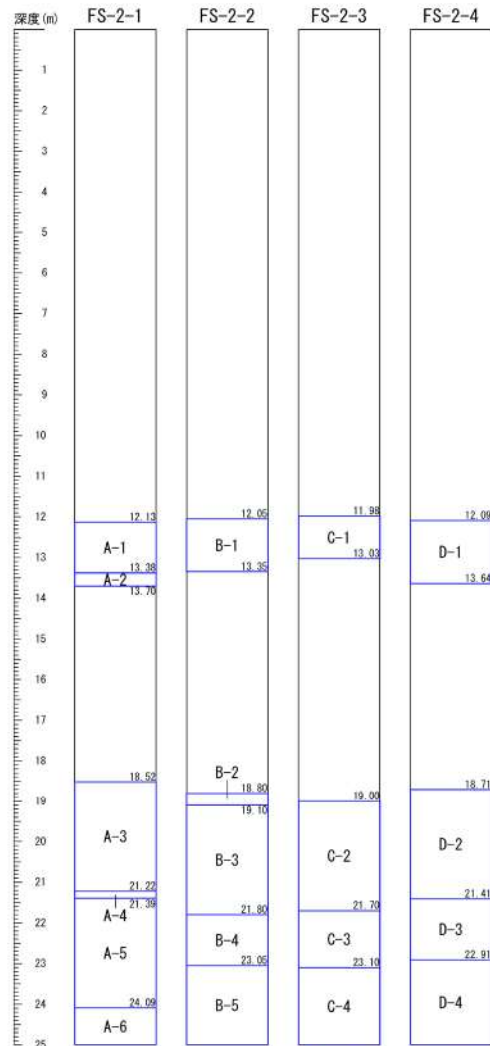 深度(m) FS-2-1 FS-2-2 FS-2-3 FS-2-4
1
2
3
4
5
6
7
8
9
10
11
12 12.13 12.05 11.98 12.09
A-1 B-1 C-1 D-1
13 13.38 13.35 13.03 13.64
A-2
13.70
14
15
16
17
18 18.52 B-2 18.80 18.71
19 19.10 19.00
20 A-3 B-3 C-2 D-2
21 21.22 21.80 21.70 21.41
21.39
A-4
22 A-5 B-4 C-3 D-3
23 23.05 23.10 22.91
24 24.09 B-5 C-4 D-4
A-6
25